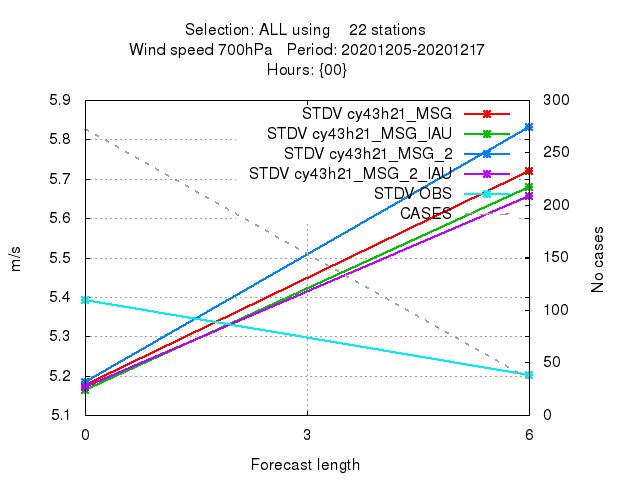 Selection: ALL using 22 stations
Wind speed 700hPa Period: 20201205-20201217
Hours: {00}
STDV cy43h21_MSG
STDV cy43h21_MSG_IAU
STDV cy43h21_MSG_2
STDV cy43h21_MSG_2_IAU
STDV OBS
CASES
5.9
5.8
5.7
5.6
5.5
5.4
5.3
5.2
5.1
m/s
300
250
200
150
100
50
0
No cases
0 3 6
Forecast length